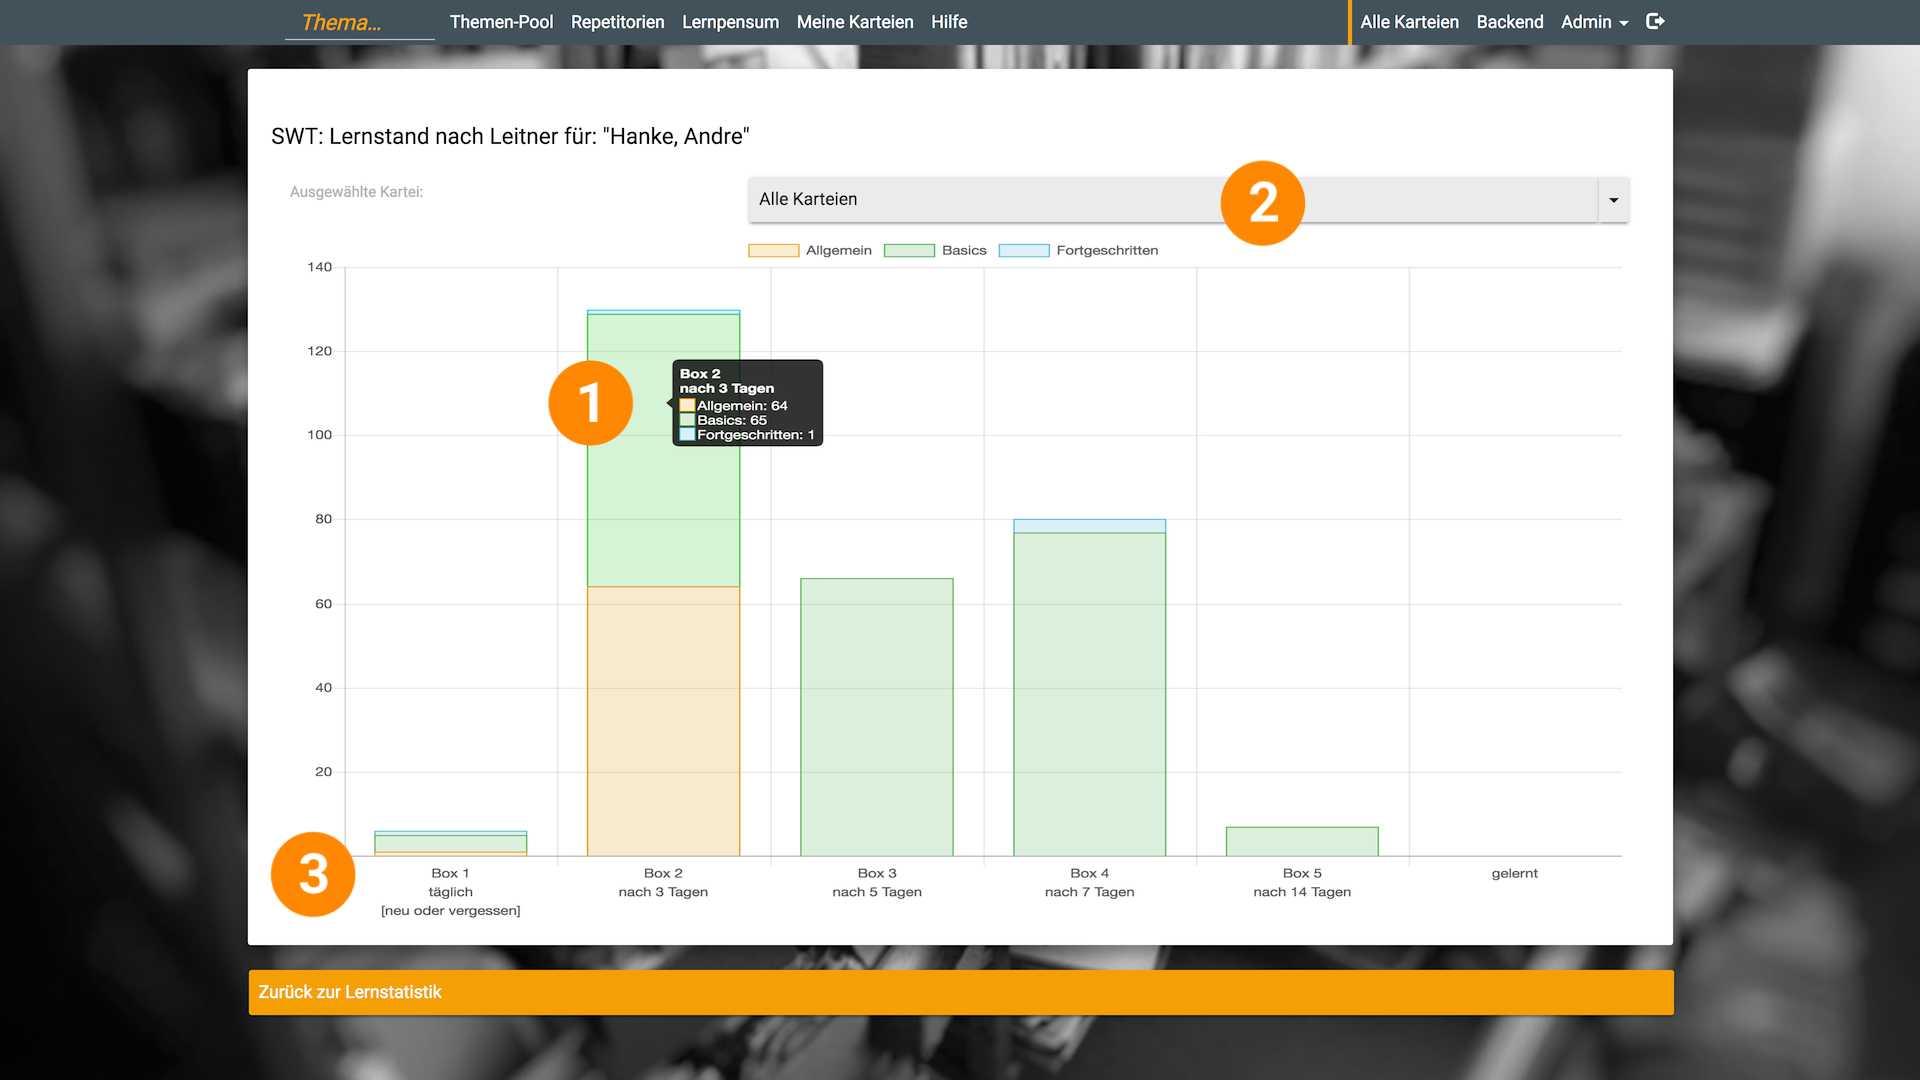 Thema... Themen-Pool Repetitorien Lernpensum Meine Karteien Hilfe Alle Karteien Backend Admin
SWT: Lernstand nach Leitner für: "Hanke, Andre"
Ausgewählte Kartei:
Alle Karteien
2
Allgemein Basics Fortgeschritten
140
120
100
80
60
40
20
1
Box 2
nach 3 Tagen
Allgemein: 64
Basics: 65
Fortgeschritten: 1
3
Box 1
täglich
[neu oder vergessen]
Box 2
nach 3 Tagen
Box 3
nach 5 Tagen
Box 4
nach 7 Tagen
Box 5
nach 14 Tagen
gelernt
Zurück zur Lernstatistik